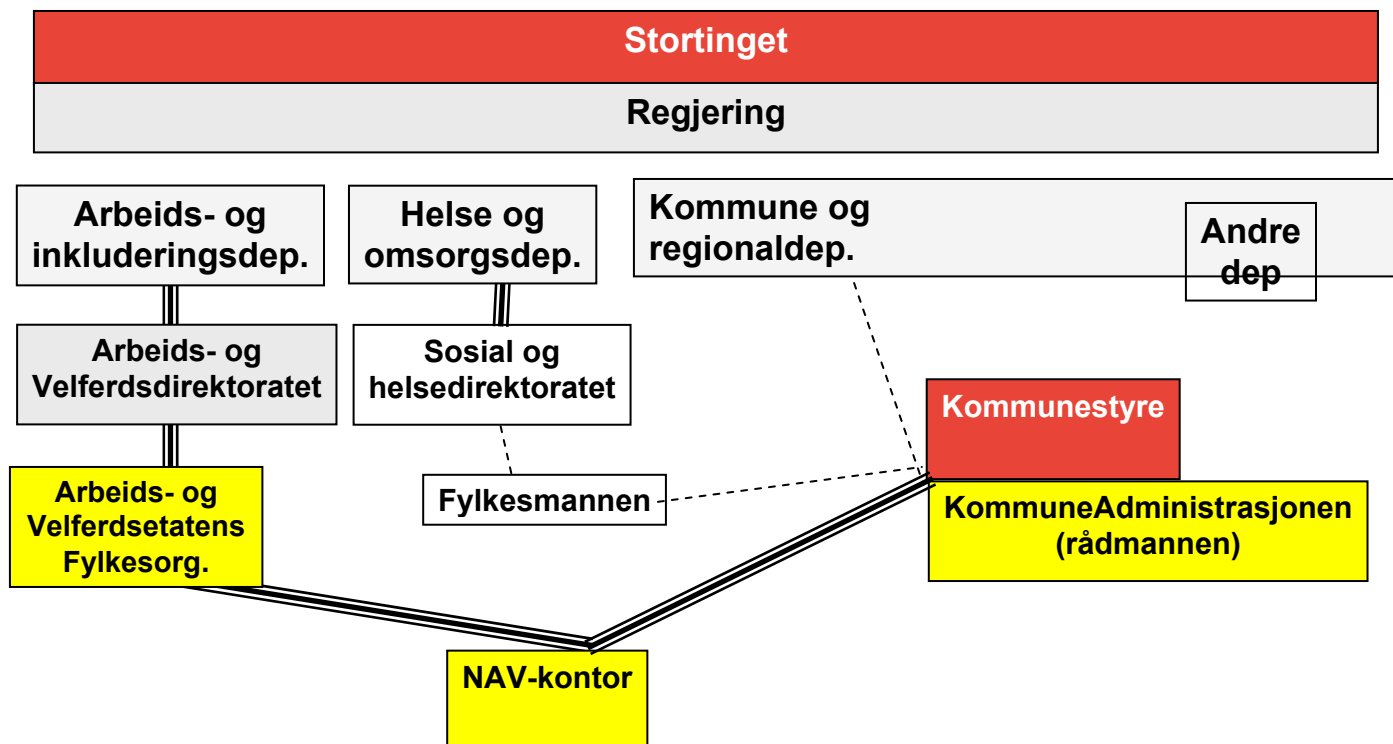 Stortinget
Regjering
Arbeids- og
inkluderingsdep.
Helse og
omsorgsdep.
Kommune og
regionaldep.
Andre
dep
Arbeids- og
Velferdsdirektoratet
Sosial og
helsedirektoratet
Kommunestyre
Arbeids- og
Velferdsetatens
Fylkesorg.
Fylkesmannen
KommuneAdministrasjonen
(rådmannen)
NAV-kontor